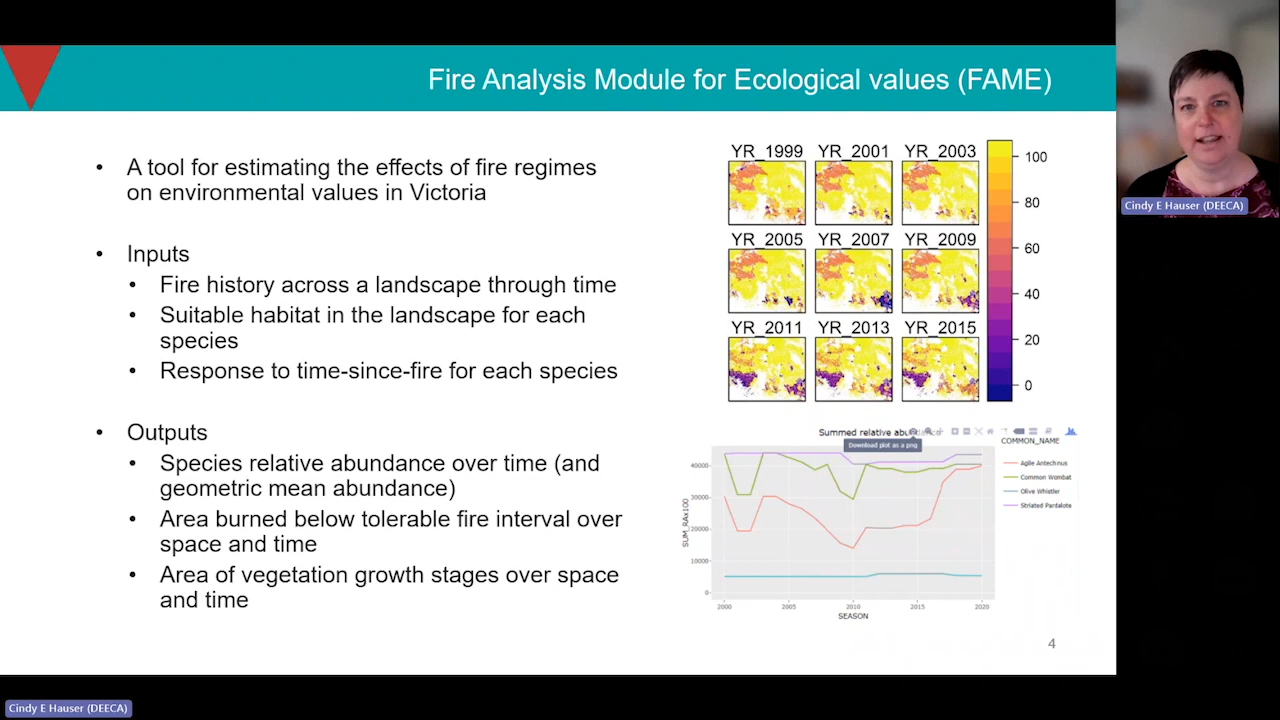 Fire Analysis Module for Ecological values (FAME)
Cindy E Hauser (DEECA)
• A tool for estimating the effects of fire regimes
on environmental values in Victoria
• Inputs
• Fire history across a landscape through time
• Suitable habitat in the landscape for each
species
• Response to time-since-fire for each species
• Outputs
• Species relative abundance over time (and
geometric mean abundance)
• Area burned below tolerable fire interval over
space and time
• Area of vegetation growth stages over space
and time
YR_1999 YR_2001 YR_2003
YR_2005 YR_2007 YR_2009
YR_2011 YR_2013 YR_2015
100
80
60
40
20
0
Summed relative abundance
Download plot as a png
COMMON_NAME
Agile Antechnus
Common Wombat
Olive Whistler
Striated Pardalote
SUM_RAx100
40000
30000
20000
10000
0
2000 2005 2010 2015 2020
SEASON
4
Cindy E Hauser (DEECA)